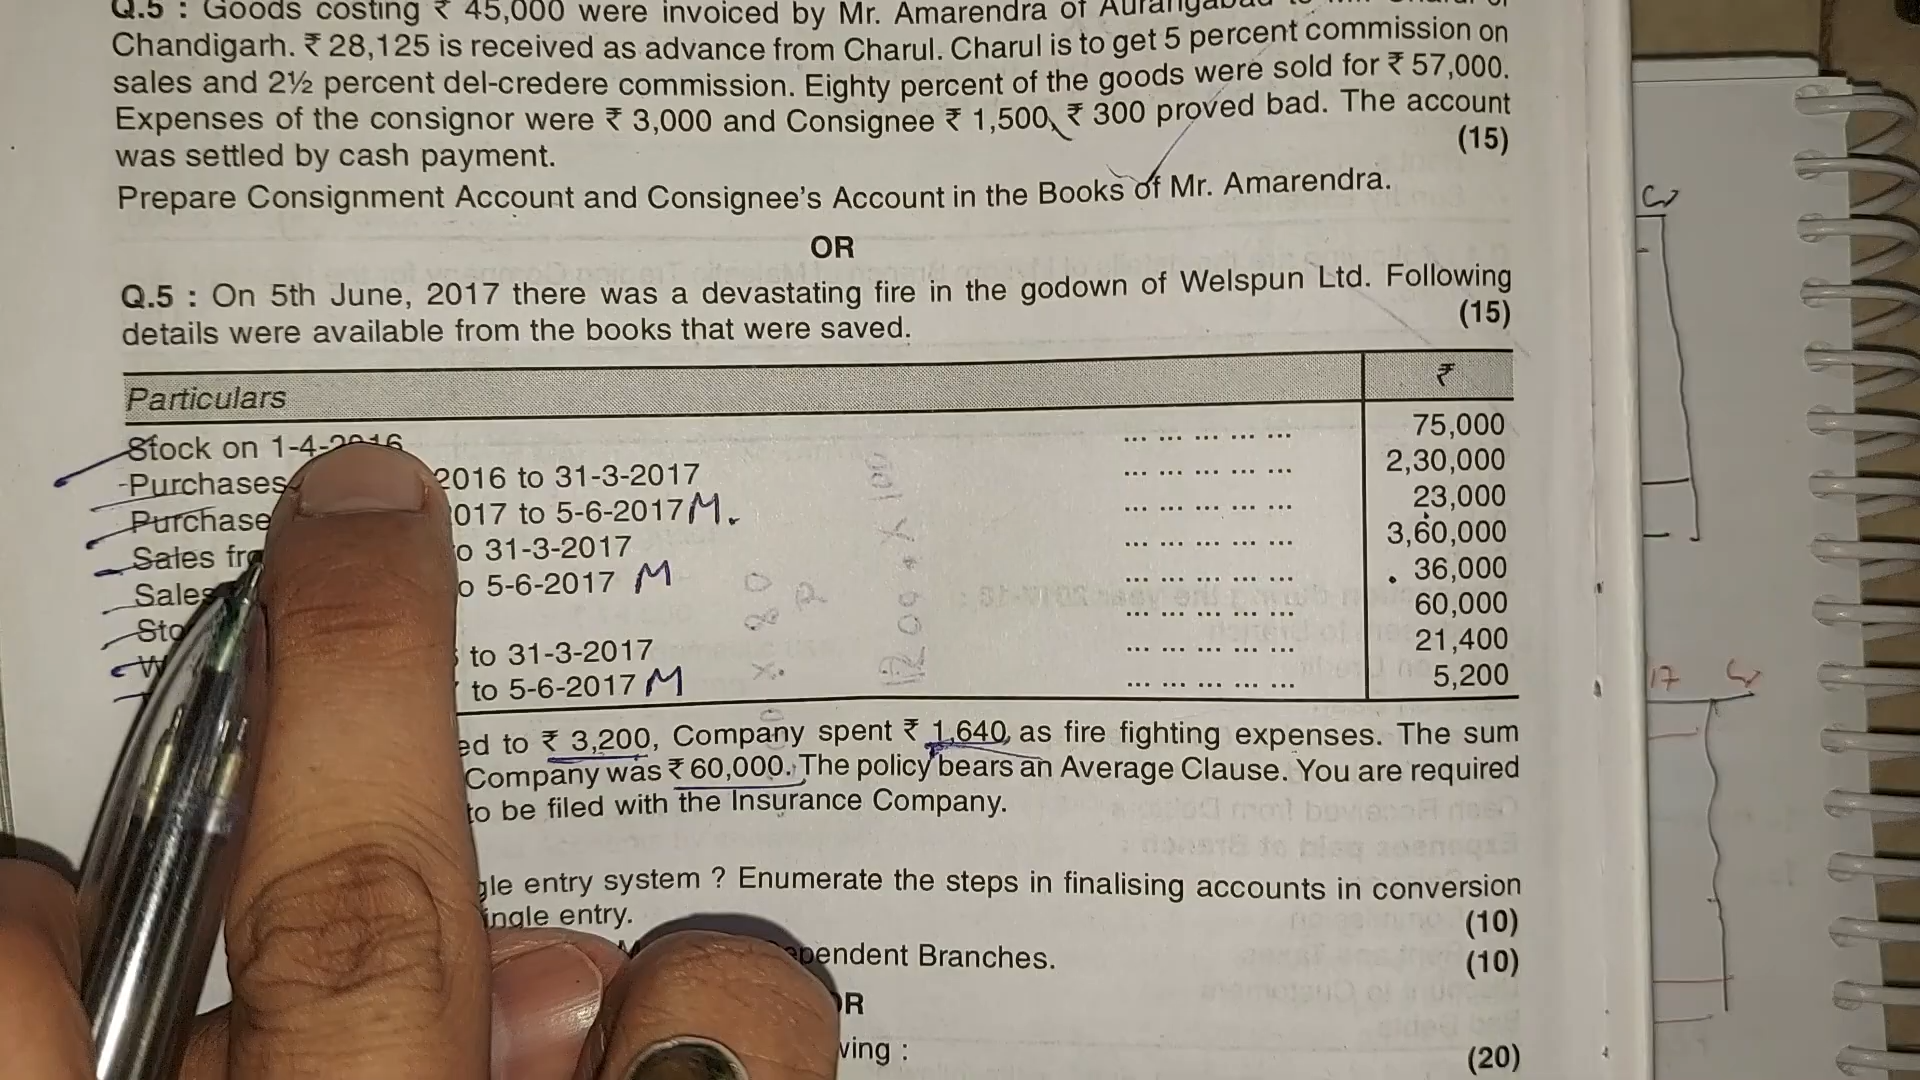 Q.5 : Goods costing ₹ 45,000 were invoiced by Mr. Amarendra of
Chandigarh. ₹ 28,125 is received as advance from Charul. Charul is to get 5 percent commission on
sales and 2½ percent del-credere commission. Eighty percent of the goods were sold for ₹ 57,000.
Expenses of the consignor were ₹ 3,000 and Consignee ₹ 1,500, ₹ 300 proved bad. The account
was settled by cash payment. (15)
Prepare Consignment Account and Consignee's Account in the Books of Mr. Amarendra.
OR
Q.5 : On 5th June, 2017 there was a devastating fire in the godown of Welspun Ltd. Following
details were available from the books that were saved. (15)
Particulars ₹
Stock on 1-4-2016 ... ... ... ... ... 75,000
Purchases 2016 to 31-3-2017 ... ... ... ... ... 2,30,000
Purchase 017 to 5-6-2017 M. ... ... ... ... ... 23,000
Sales fro o 31-3-2017 ... ... ... ... ... 3,60,000
Sales o 5-6-2017 M ... ... ... ... ... 36,000
Sto ... ... ... ... ... 60,000
W to 31-3-2017 ... ... ... ... ... 21,400
to 5-6-2017 M ... ... ... ... ... 5,200
ed to ₹ 3,200, Company spent ₹ 1,640, as fire fighting expenses. The sum
Company was ₹ 60,000. The policy bears an Average Clause. You are required
to be filed with the Insurance Company.
gle entry system ? Enumerate the steps in finalising accounts in conversion
ingle entry. (10)
ependent Branches. (10)
OR
wing : (20)
17